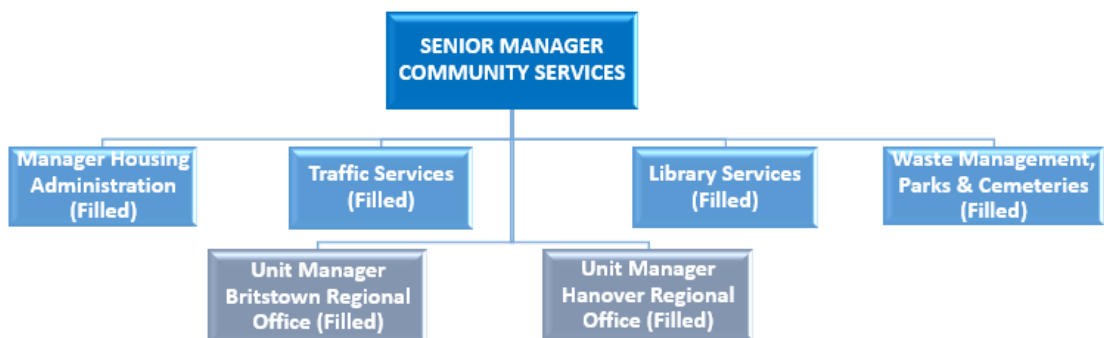 SENIOR MANAGER
COMMUNITY SERVICES
Manager Housing
Administration
(Filled)
Traffic Services
(Filled)
Library Services
(Filled)
Waste Management,
Parks & Cemeteries
(Filled)
Unit Manager
Britstown Regional
Office (Filled)
Unit Manager
Hanover Regional
Office (Filled)